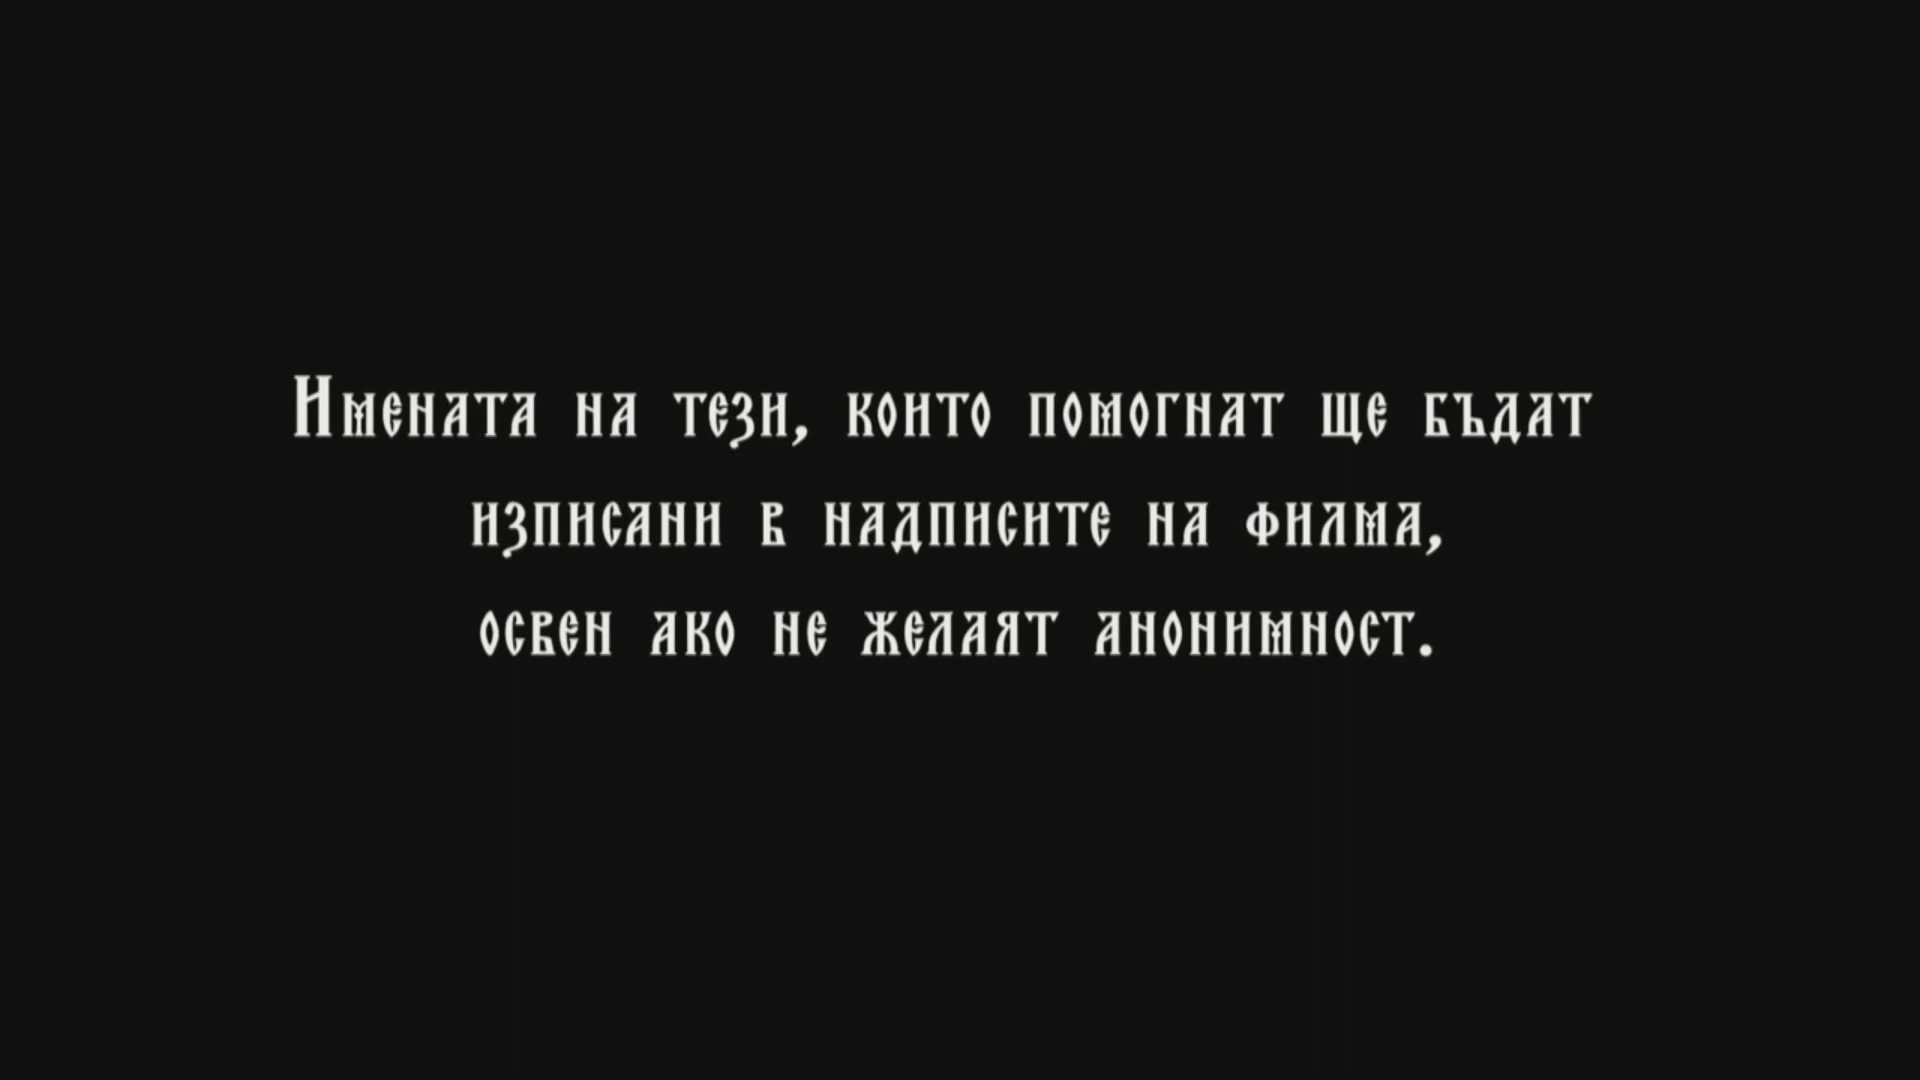 Имената на тези, които помогнат ще бъдат
изписани в надписите на филма,
освен ако не желаят анонимност.